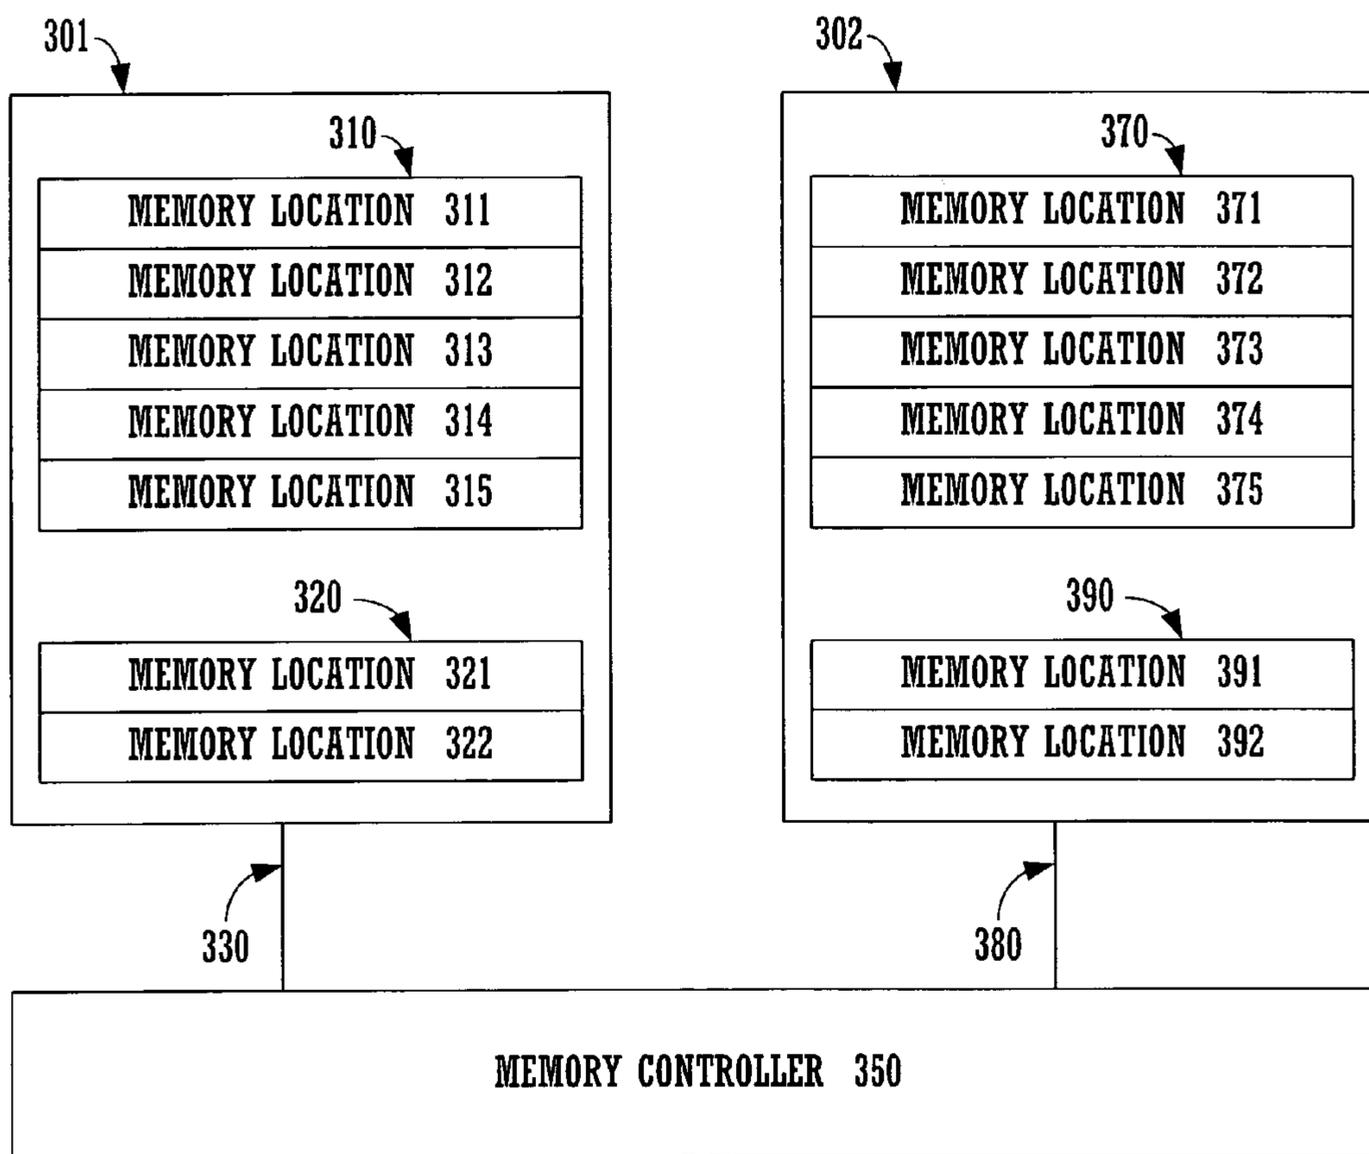 301
302
310
370
MEMORY LOCATION 311
MEMORY LOCATION 371
MEMORY LOCATION 312
MEMORY LOCATION 372
MEMORY LOCATION 313
MEMORY LOCATION 373
MEMORY LOCATION 314
MEMORY LOCATION 374
MEMORY LOCATION 315
MEMORY LOCATION 375
320
390
MEMORY LOCATION 321
MEMORY LOCATION 391
MEMORY LOCATION 322
MEMORY LOCATION 392
330
380
MEMORY CONTROLLER 350